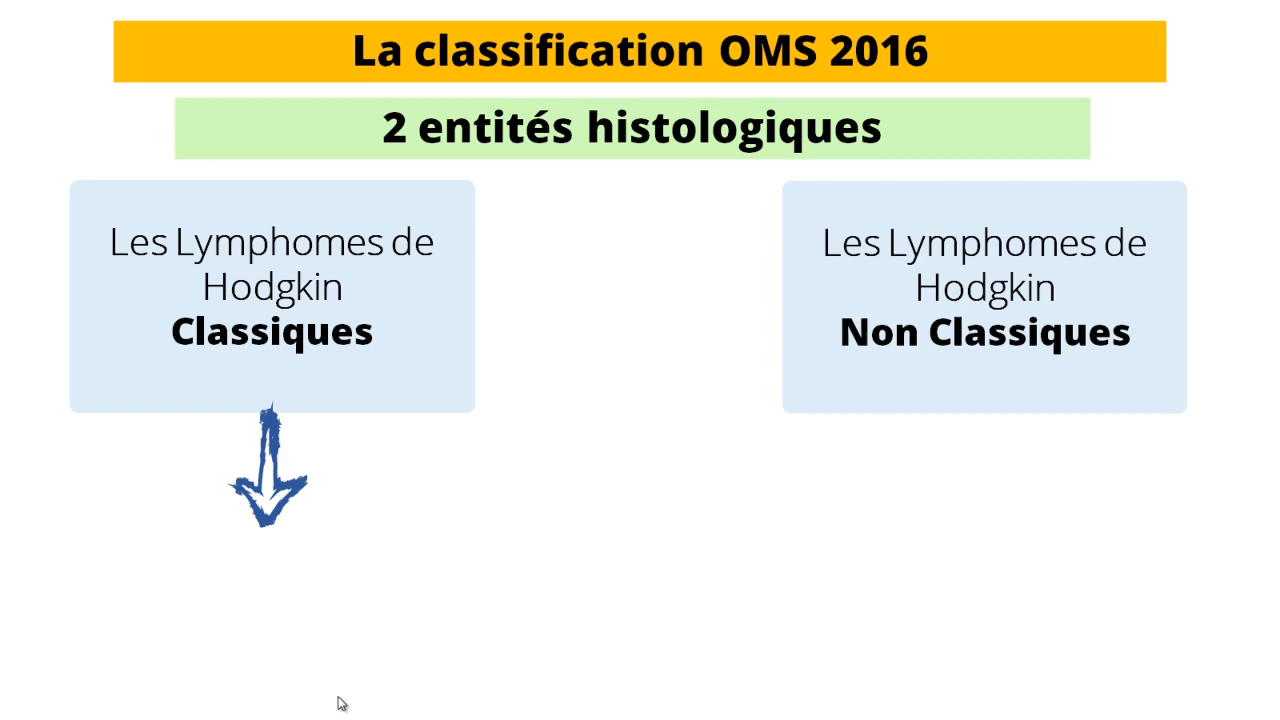 La classification OMS 2016
2 entités histologiques
Les Lymphomes de
Hodgkin
Classiques
Les Lymphomes de
Hodgkin
Non Classiques